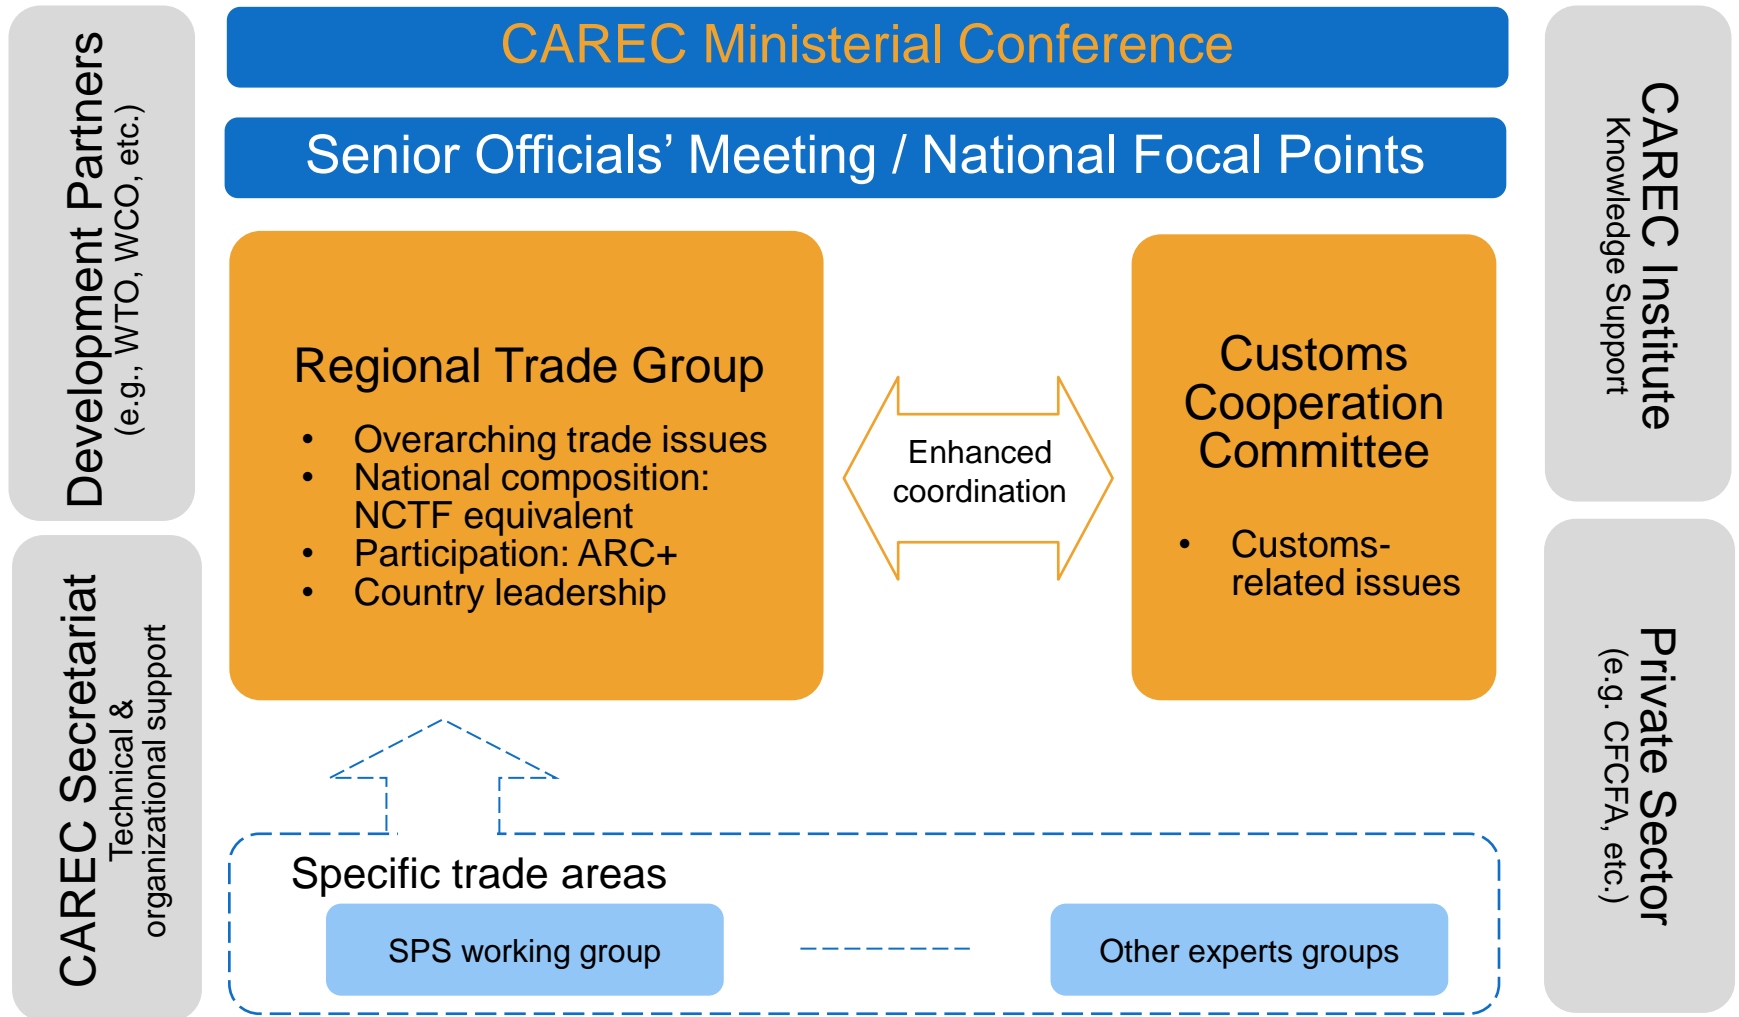 CAREC Ministerial Conference
Senior Officials’ Meeting / National Focal Points
Development Partners
(e.g., WTO, WCO, etc.)
CAREC Secretariat
Technical &
organizational support
Regional Trade Group
• Overarching trade issues
• National composition:
NCTF equivalent
• Participation: ARC+
• Country leadership
Enhanced
coordination
Customs
Cooperation
Committee
• Customs-
related issues
Specific trade areas
SPS working group
Other experts groups
CAREC Institute
Knowledge Support
Private Sector
(e.g. CFCFA, etc.)